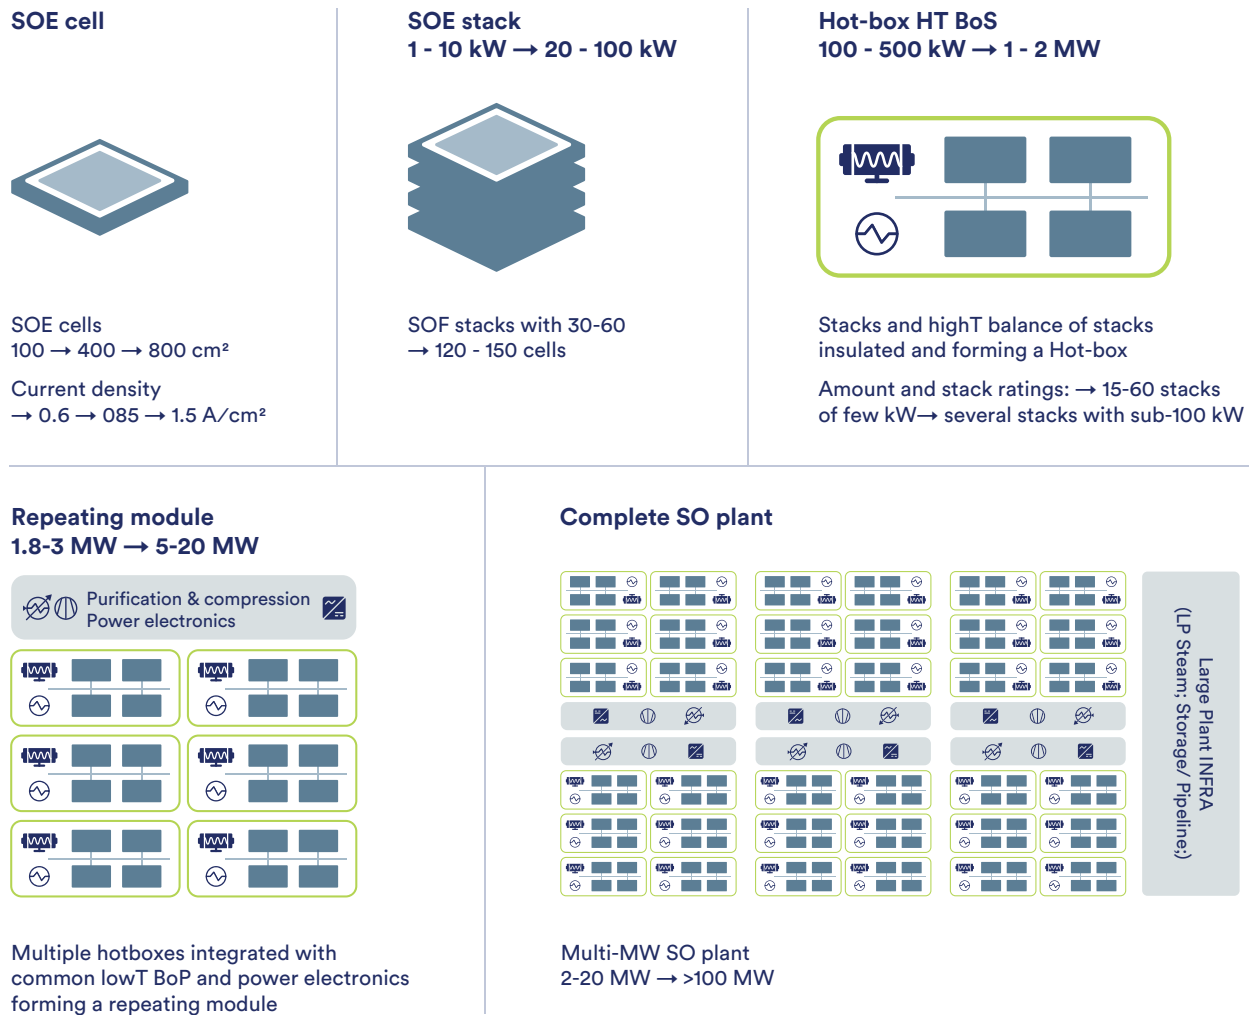 SOE cell
SOE cells
100 → 400 → 800 cm²
Current density
→ 0.6 → 085 → 1.5 A/cm²
SOE stack
1 - 10 kW → 20 - 100 kW
SOF stacks with 30-60
→ 120 - 150 cells
Hot-box HT BoS
100 - 500 kW → 1 - 2 MW
Stacks and highT balance of stacks
insulated and forming a Hot-box
Amount and stack ratings: → 15-60 stacks
of few kW→ several stacks with sub-100 kW
Repeating module
1.8-3 MW → 5-20 MW
Purification & compression
Power electronics
Multiple hotboxes integrated with
common lowT BoP and power electronics
forming a repeating module
Complete SO plant
Large Plant INFRA
(LP Steam; Storage/ Pipeline;)
Multi-MW SO plant
2-20 MW → >100 MW